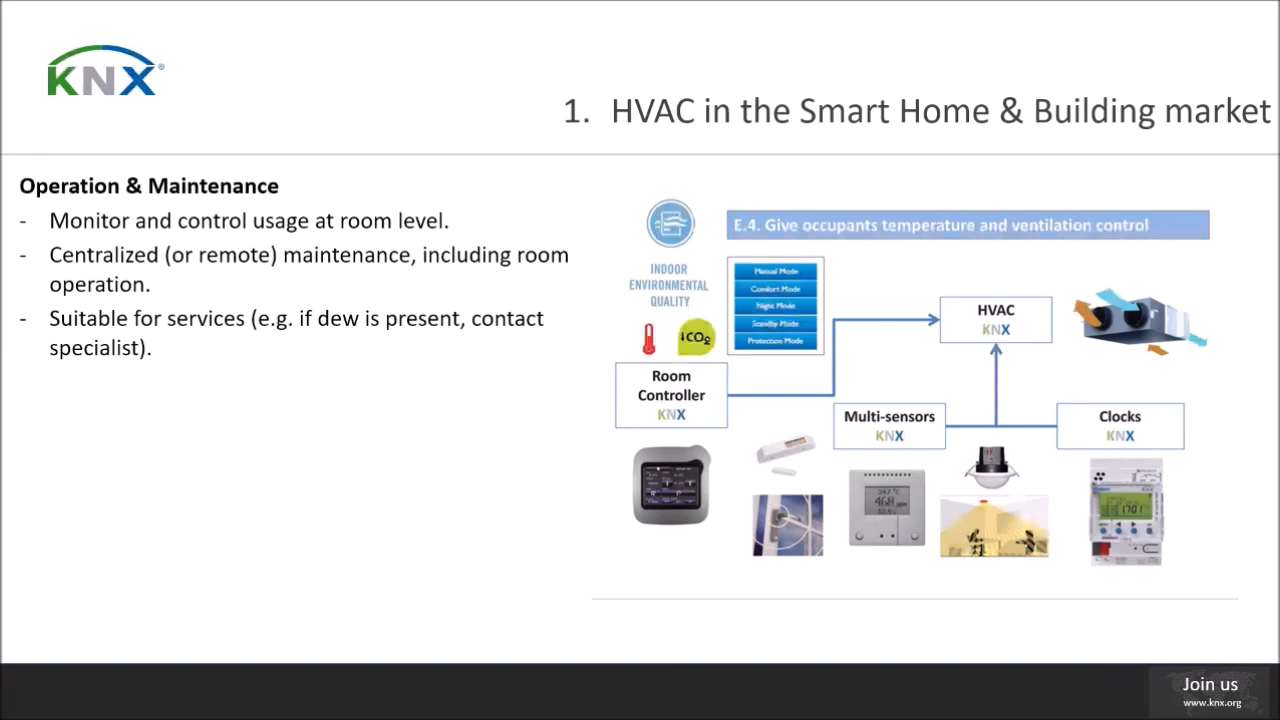 KNX®
1. HVAC in the Smart Home & Building market
Operation & Maintenance
- Monitor and control usage at room level.
- Centralized (or remote) maintenance, including room
operation.
- Suitable for services (e.g. if dew is present, contact
specialist).
E.4. Give occupants temperature and ventilation control
INDOOR
ENVIRONMENTAL
QUALITY
Manual Mode
Comfort Mode
Night Mode
Standby Mode
Protection Mode
CO2
HVAC
KNX
Room
Controller
KNX
Multi-sensors
KNX
Clocks
KNX
Join us
www.knx.org